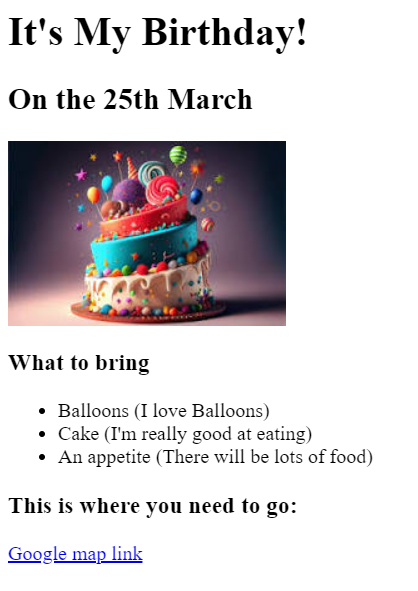 It's My Birthday!
On the 25th March
What to bring
Balloons (I love Balloons)
Cake (I'm really good at eating)
An appetite (There will be lots of food)
This is where you need to go:
Google map link